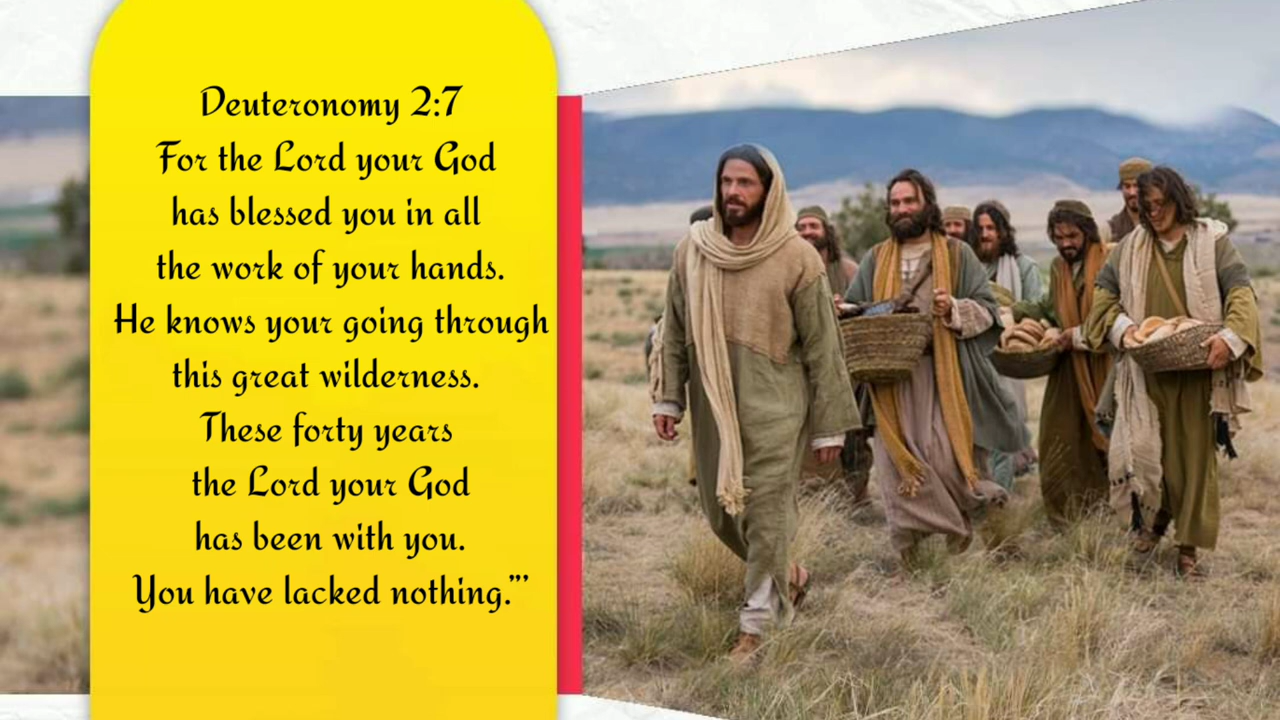 Deuteronomy 2:7
For the Lord your God
has blessed you in all
the work of your hands.
He knows your going through
this great wilderness.
These forty years
the Lord your God
has been with you.
You have lacked nothing.”’